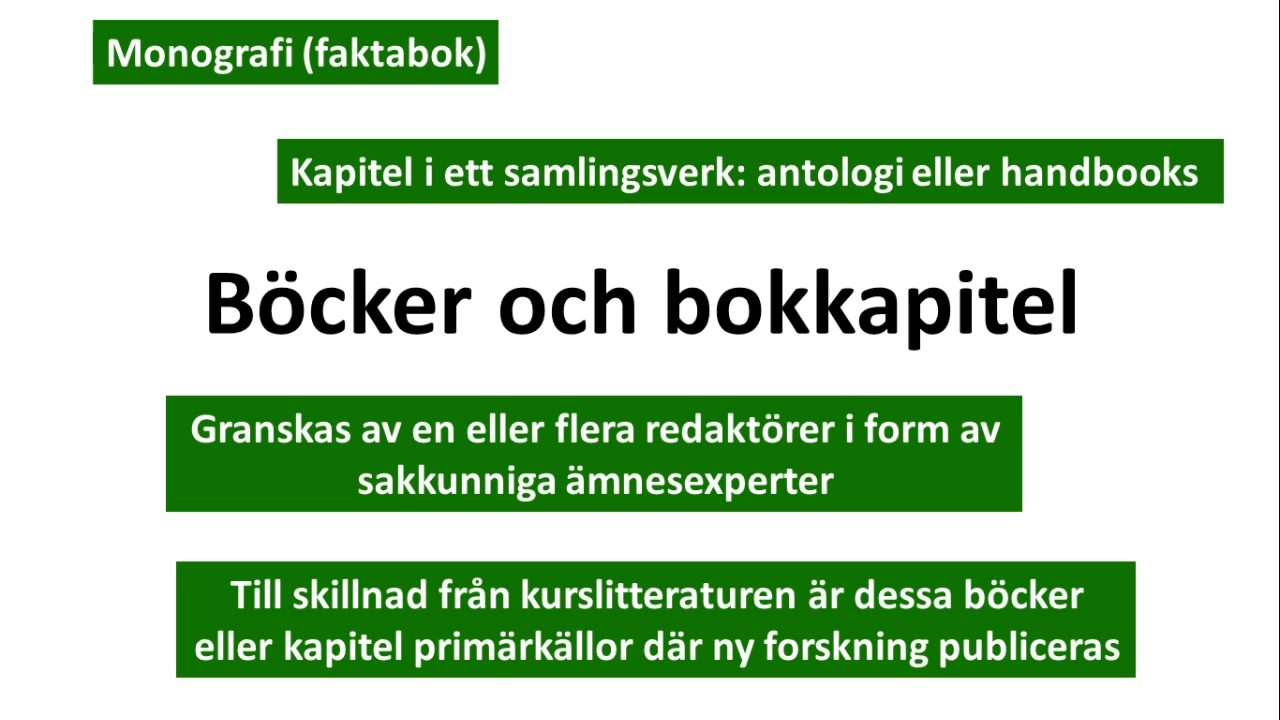 Monografi (faktabok)
Kapitel i ett samlingsverk: antologi eller handbooks
Böcker och bokkapitel
Granskas av en eller flera redaktörer i form av
sakkunniga ämnesexperter
Till skillnad från kurslitteraturen är dessa böcker
eller kapitel primärkällor där ny forskning publiceras